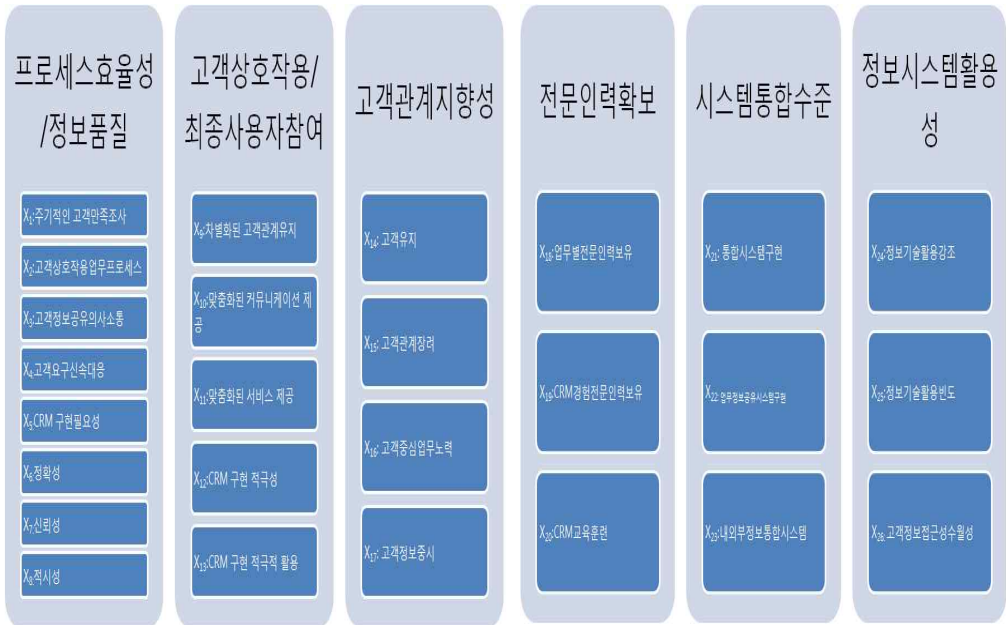 프로세스효율성
/정보품질
X₁:주기적인 고객만족조사
X₂:고객상호작용업무프로세스
X₃:고객정보공유의사소통
X₄:고객요구신속대응
X₅:CRM 구현필요성
X₆:정확성
X₇:신뢰성
X₈:적시성
고객상호작용/
최종사용자참여
X₉:차별화된 고객관계유지
X₁₀:맞춤화된 커뮤니케이션 제
공
X₁₁:맞춤화된 서비스 제공
X₁₂:CRM 구현 적극성
X₁₃:CRM 구현 적극적 활용
고객관계지향성
X₁₄: 고객유지
X₁₅: 고객관계장려
X₁₆: 고객중심업무노력
X₁₇: 고객정보중시
전문인력확보
X₁₈:업무별전문인력보유
X₁₉:CRM경험전문인력보유
X₂₀:CRM교육훈련
시스템통합수준
X₂₁: 통합시스템구현
X₂₂: 업무정보공유시스템구현
X₂₃:내외부정보통합시스템
정보시스템활용
성
X₂₄:정보기술활용강조
X₂₅:정보기술활용빈도
X₂₆:고객정보접근성수월성